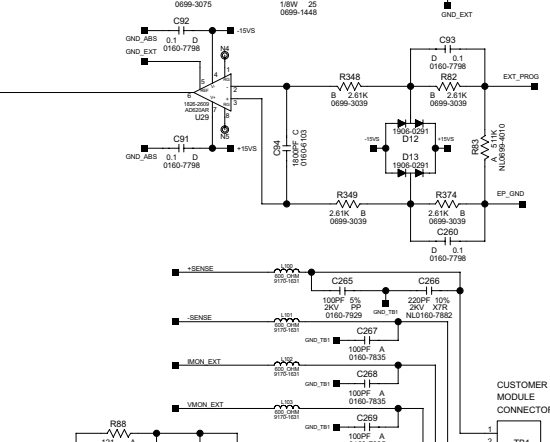 0699-3075
1/8W 25
0699-1448
GND_EXT
C92
GND_ABS
0.1 D
0160-7798
-15VS
GND_EXT
N4
4
1
5
6
2
3
7
8
REF
V-
V+
RG
RG
1826-2609
AD620AR
U29
N5
C91
GND_ABS
0.1 D
0160-7798
+15VS
C94
1800PF C
0160-6103
C93
D 0.1
0160-7798
R348
B 2.61K
0699-3039
R82
B 2.61K
0699-3039
EXT_PROG
1906-0291
D12
-15VS
+15VS
D13
1906-0291
R83
A 511K
NL0699-4010
R349
2.61K B
0699-3039
R374
2.61K B
0699-3039
EP_GND
C260
D 0.1
0160-7798
+SENSE
L100
600_OHM
9170-1631
C265
100PF 5%
2KV PP
0160-7929
GND_TB1
C266
220PF 10%
2KV X7R
NL0160-7882
-SENSE
L101
600_OHM
9170-1631
C267
GND_TB1
100PF A
0160-7835
IMON_EXT
L102
600_OHM
9170-1631
C268
GND_TB1
100PF A
0160-7835
VMON_EXT
L103
600_OHM
9170-1631
C269
GND_TB1
100PF A
CUSTOMER
MODULE
CONNECTOR
1
2
TB1
R88